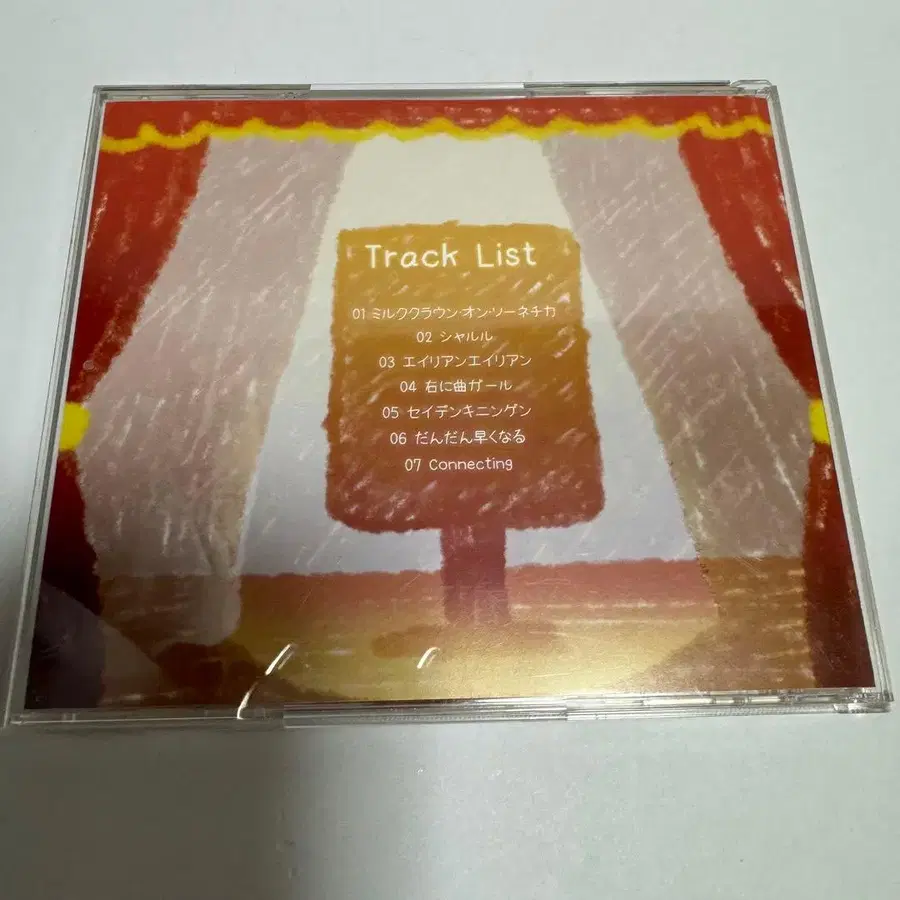 Track List
01 ミルククラウン・オン・ソーネチカ
02 シャルル
03 エイリアンエイリアン
04 右に曲ガール
05 セイデンキニンゲン
06 だんだん早くなる
07 Connecting